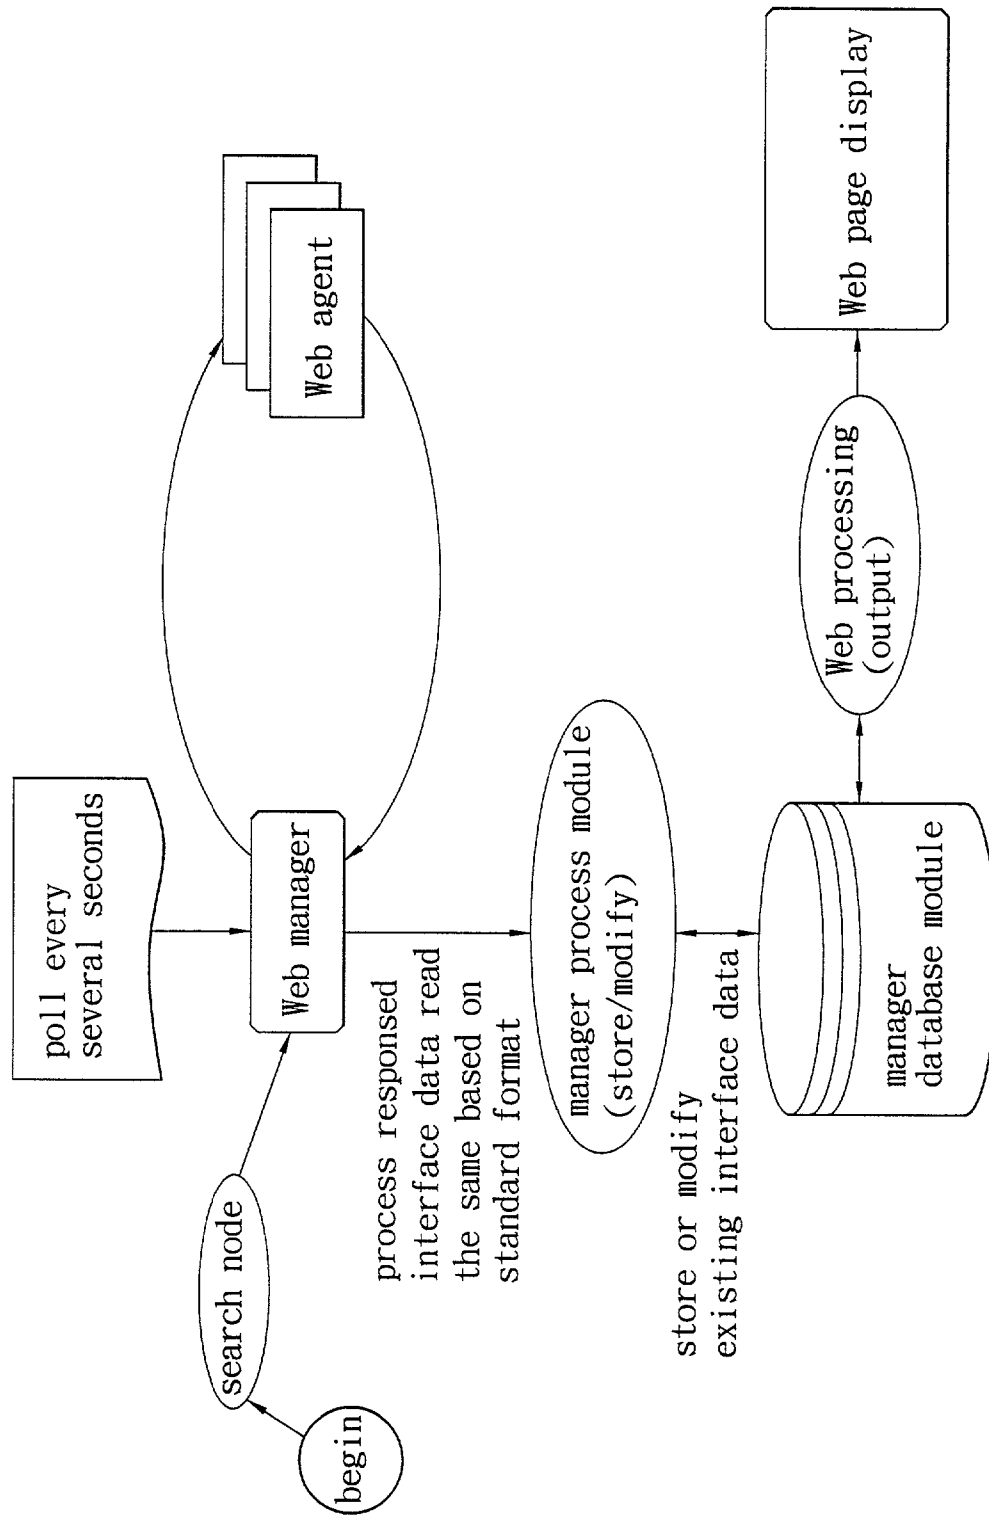 poll every
several seconds
Web agent
Web manager
search node
begin
process responsed
interface data read
the same based on
standard format
manager process module
(store/modify)
store or modify
existing interface data
manager
database module
Web processing
(output)
Web page display